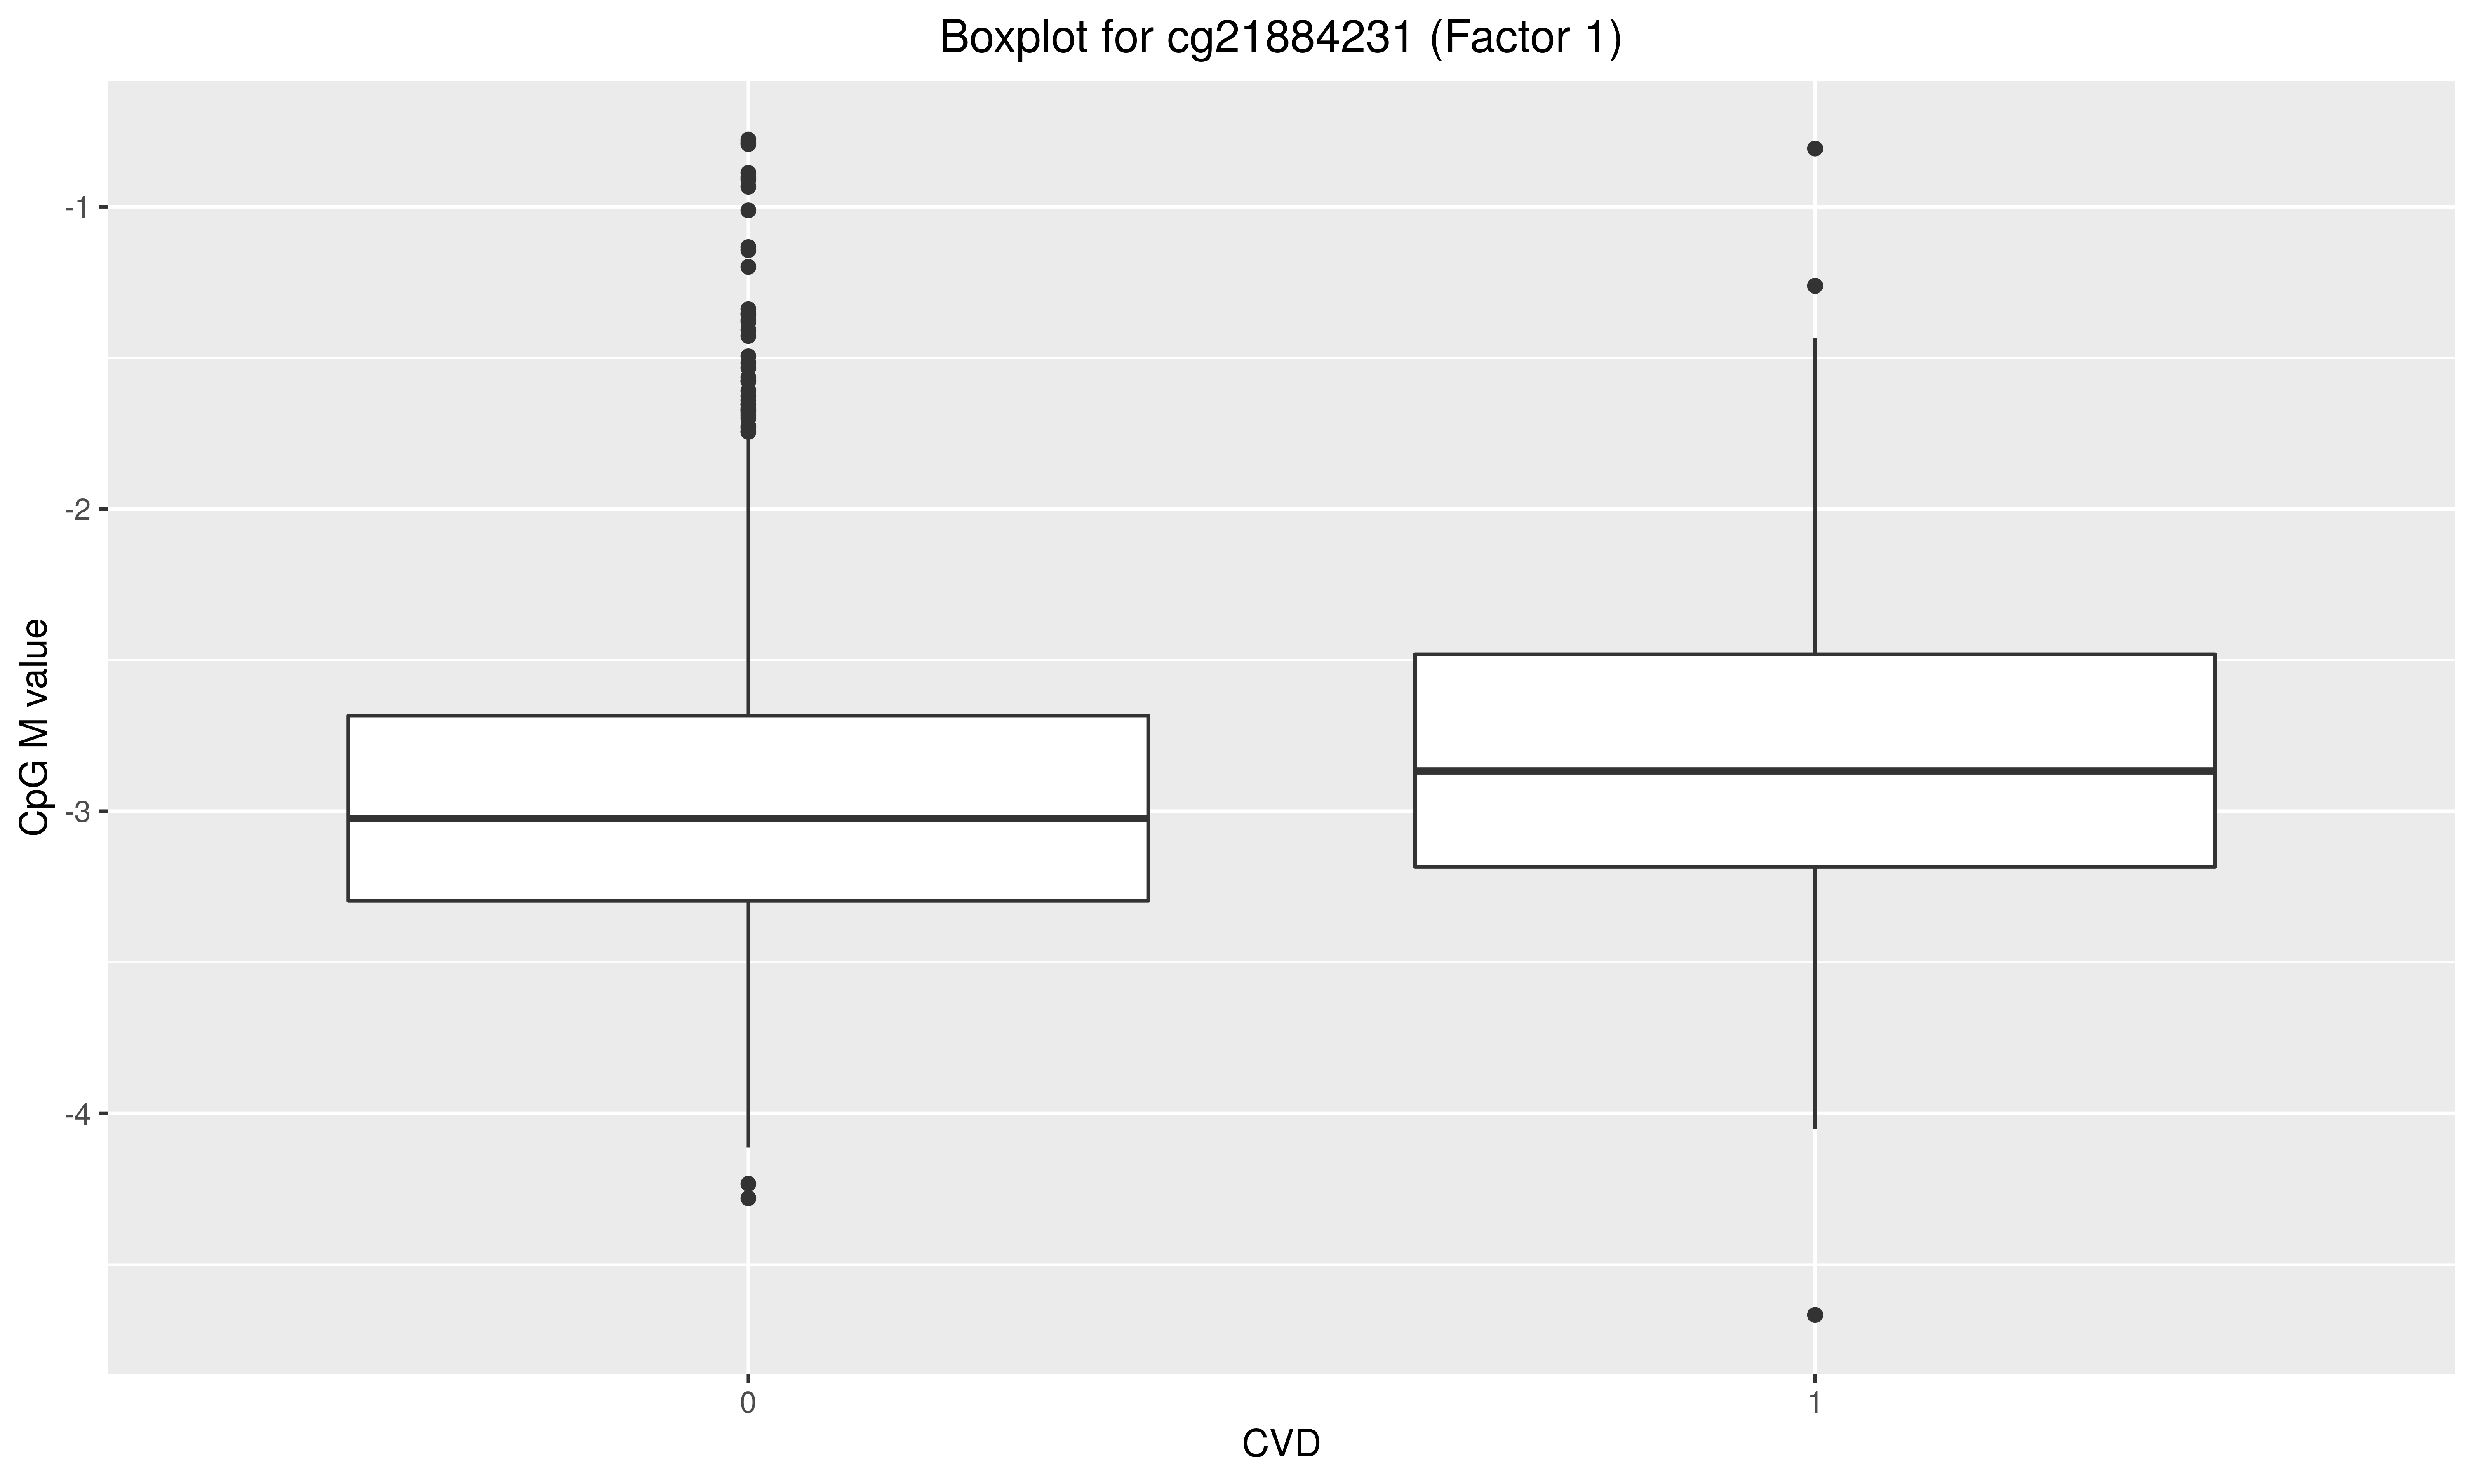 Boxplot for cg21884231 (Factor 1)
CpG M value
-1
-2
-3
-4
0 1
CVD